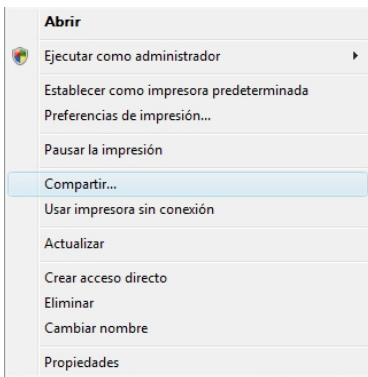 Abrir
Ejecutar como administrador
Establecer como impresora predeterminada
Preferencias de impresión...
Pausar la impresión
Compartir...
Usar impresora sin conexión
Actualizar
Crear acceso directo
Eliminar
Cambiar nombre
Propiedades